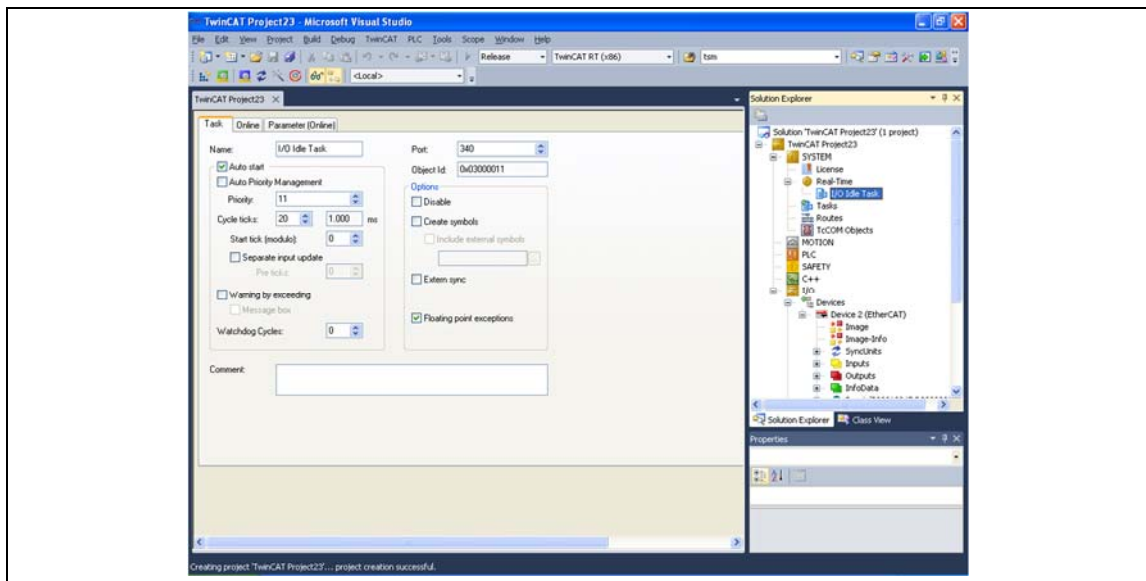 TwinCAT Project23 - Microsoft Visual Studio
File Edit View Project Build Debug TwinCAT PLC Tools Scope Window Help
Release TwinCAT RT (x86) tsm
<Local>
TwinCAT Project23
Task Online Parameter (Online)
Name: I/O Idle Task
Port: 340
Auto start
Object Id: 0x03000011
Auto Priority Management
Options
Priority: 11
Disable
Cycle ticks: 20 1.000 ms
Create symbols
Start tick (modulo): 0
Include external symbols
Separate input update
Pre ticks: 0
Extern sync
Warning by exceeding
Message box
Floating point exceptions
Watchdog Cycles: 0
Comment:
Solution Explorer
Solution 'TwinCAT Project23' (1 project)
TwinCAT Project23
SYSTEM
License
Real-Time
I/O Idle Task
Tasks
Routes
TcCOM Objects
MOTION
PLC
SAFETY
C++
I/O
Devices
Device 2 (EtherCAT)
Image
Image-Info
SyncUnits
Inputs
Outputs
InfoData
Solution Explorer Class View
Properties
Creating project 'TwinCAT Project23'... project creation successful.